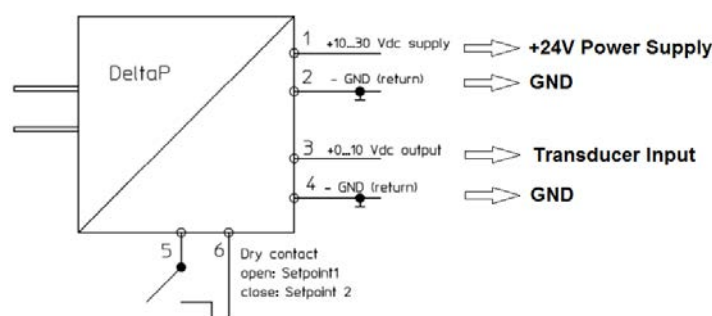 DeltaP
1 +10...30 Vdc supply +24V Power Supply
2 - GND (return) GND
3 +0...10 Vdc output Transducer Input
4 - GND (return) GND
5 6 Dry contact
open: Setpoint1
close: Setpoint 2